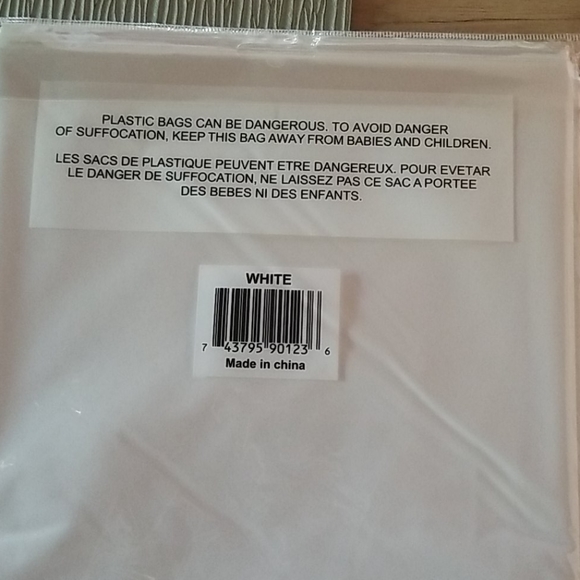 PLASTIC BAGS CAN BE DANGEROUS. TO AVOID DANGER
OF SUFFOCATION, KEEP THIS BAG AWAY FROM BABIES AND CHILDREN.
LES SACS DE PLASTIQUE PEUVENT ETRE DANGEREUX. POUR EVETAR
LE DANGER DE SUFFOCATION, NE LAISSEZ PAS CE SAC A PORTEE
DES BEBES NI DES ENFANTS.
WHITE
7 43795 90123 6
Made in china